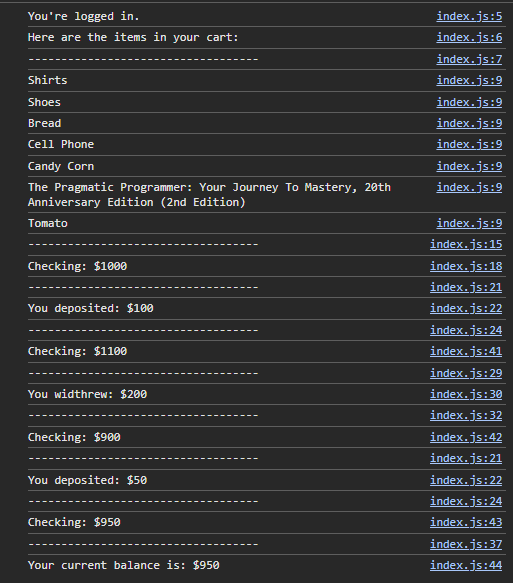 You're logged in. index.js:5
Here are the items in your cart: index.js:6
----------------------------------- index.js:7
Shirts index.js:9
Shoes index.js:9
Bread index.js:9
Cell Phone index.js:9
Candy Corn index.js:9
The Pragmatic Programmer: Your Journey To Mastery, 20th index.js:9
Anniversary Edition (2nd Edition)
Tomato index.js:9
----------------------------------- index.js:15
Checking: $1000 index.js:18
----------------------------------- index.js:21
You deposited: $100 index.js:22
----------------------------------- index.js:24
Checking: $1100 index.js:41
----------------------------------- index.js:29
You widthrew: $200 index.js:30
----------------------------------- index.js:32
Checking: $900 index.js:42
----------------------------------- index.js:21
You deposited: $50 index.js:22
----------------------------------- index.js:24
Checking: $950 index.js:43
----------------------------------- index.js:37
Your current balance is: $950 index.js:44